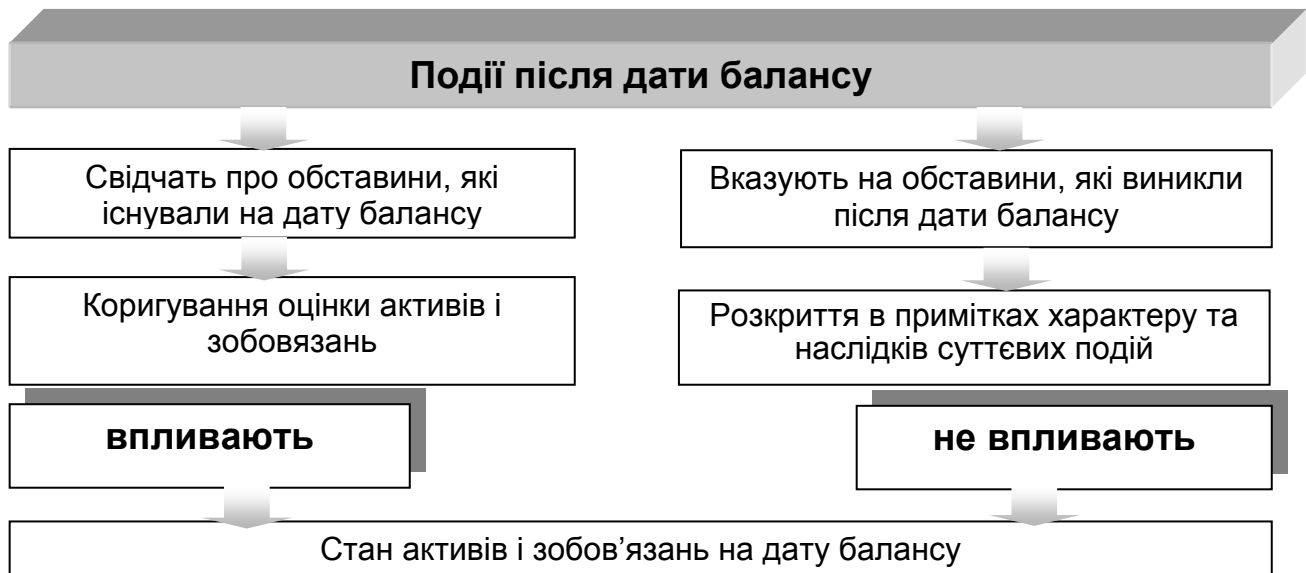 Події після дати балансу
Свідчать про обставини, які
існували на дату балансу
Вказують на обставини, які виникли
після дати балансу
Коригування оцінки активів і
зобовязань
Розкриття в примітках характеру та
наслідків суттєвих подій
впливають
не впливають
Стан активів і зобов’язань на дату балансу